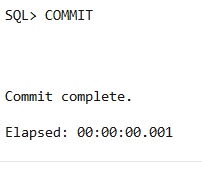 SQL> COMMIT
Commit complete.
Elapsed: 00:00:00.001